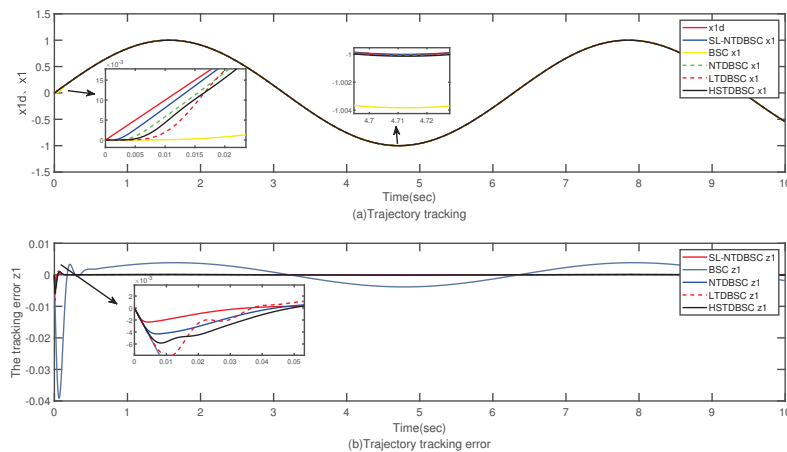 1.5
1
0.5
0
-0.5
-1
-1.5
x1d、x1
0 1 2 3 4 5 6 7 8 9 10
Time(sec)
(a)Trajectory tracking
×10⁻³
15
10
5
0
0 0.005 0.01 0.015 0.02
-1
-1.002
-1.004
4.7 4.71 4.72
x1d
SL-NTDBSC x1
BSC x1
NTDBSC x1
LTDBSC x1
HSTDBSC x1
0.01
0
-0.01
-0.02
-0.03
-0.04
The tracking error z1
0 1 2 3 4 5 6 7 8 9 10
Time(sec)
(b)Trajectory tracking error
×10⁻³
2
0
-2
-4
-6
0 0.01 0.02 0.03 0.04 0.05
SL-NTDBSC z1
BSC z1
NTDBSC z1
LTDBSC z1
HSTDBSC z1